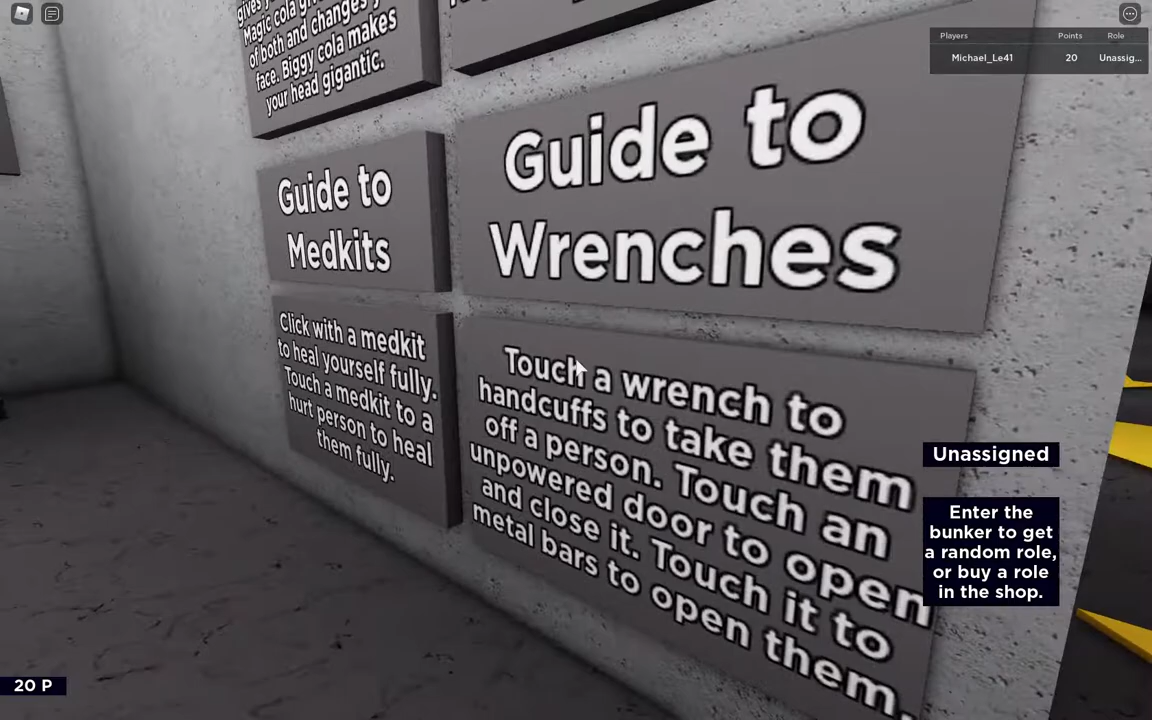 gives
Magic cola
of both and changes
face. Biggy cola makes
your head gigantic.
Guide to
Medkits
Click with a medkit
to heal yourself fully.
Touch a medkit to a
hurt person to heal
them fully.
Guide to
Wrenches
Touch a wrench to
handcuffs to take them
off a person. Touch an
unpowered door to open
and close it. Touch it to
metal bars to open them.
Players Points Role
Michael_Le41 20 Unassig...
Unassigned
Enter the
bunker to get
a random role,
or buy a role
in the shop.
20 P